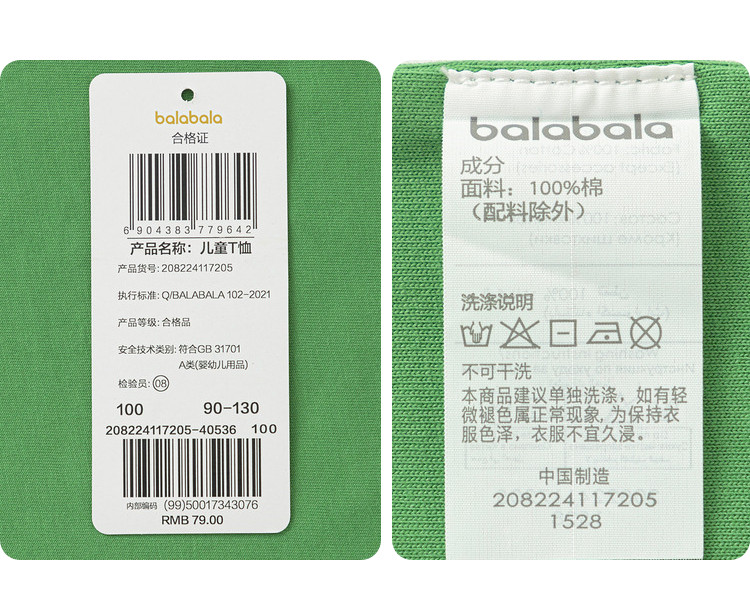 balabala
合格证
6 904383 779642
产品名称：儿童T恤
产品货号：208224117205
执行标准：Q/BALABALA 102-2021
产品等级：合格品
安全技术类别：符合GB 31701
A类(婴幼儿用品)
检验员：08
100 90-130
208224117205-40536 100
内部编码 (99)50017343076
RMB 79.00
balabala
成分
面料：100%棉
（配料除外）
洗涤说明
不可干洗
本商品建议单独洗涤，如有轻
微褪色属正常现象,为保持衣
服色泽，衣服不宜久浸。
中国制造
208224117205
1528